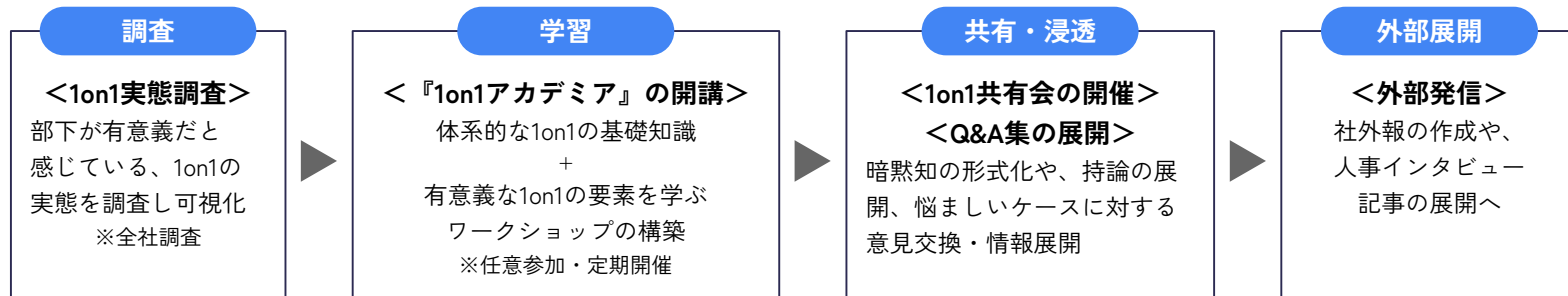 調査
<1on1実態調査>
部下が有意義だと
感じている、1on1の
実態を調査し可視化
※全社調査
学習
<『1on1アカデミア』の開講>
体系的な1on1の基礎知識
+
有意義な1on1の要素を学ぶ
ワークショップの構築
※任意参加・定期開催
共有・浸透
<1on1共有会の開催>
<Q&A集の展開>
暗黙知の形式化や、持論の展
開、悩ましいケースに対する
意見交換・情報展開
外部展開
<外部発信>
社外報の作成や、
人事インタビュー
記事の展開へ